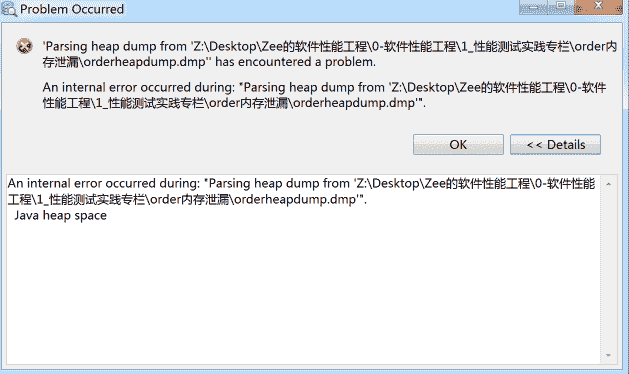 Problem Occurred
'Parsing heap dump from 'Z:\Desktop\Zee的软件性能工程\0-软件性能工程\1_性能测试实践专栏\order内
存泄漏\orderheapdump.dmp'' has encountered a problem.
An internal error occurred during: "Parsing heap dump from 'Z:\Desktop\Zee的软件性能工程\0-软件
性能工程\1_性能测试实践专栏\order内存泄漏\orderheapdump.dmp'".
OK
<< Details
An internal error occurred during: "Parsing heap dump from 'Z:\Desktop\Zee的软件性能工程\0-软件性能
工程\1_性能测试实践专栏\order内存泄漏\orderheapdump.dmp'".
Java heap space